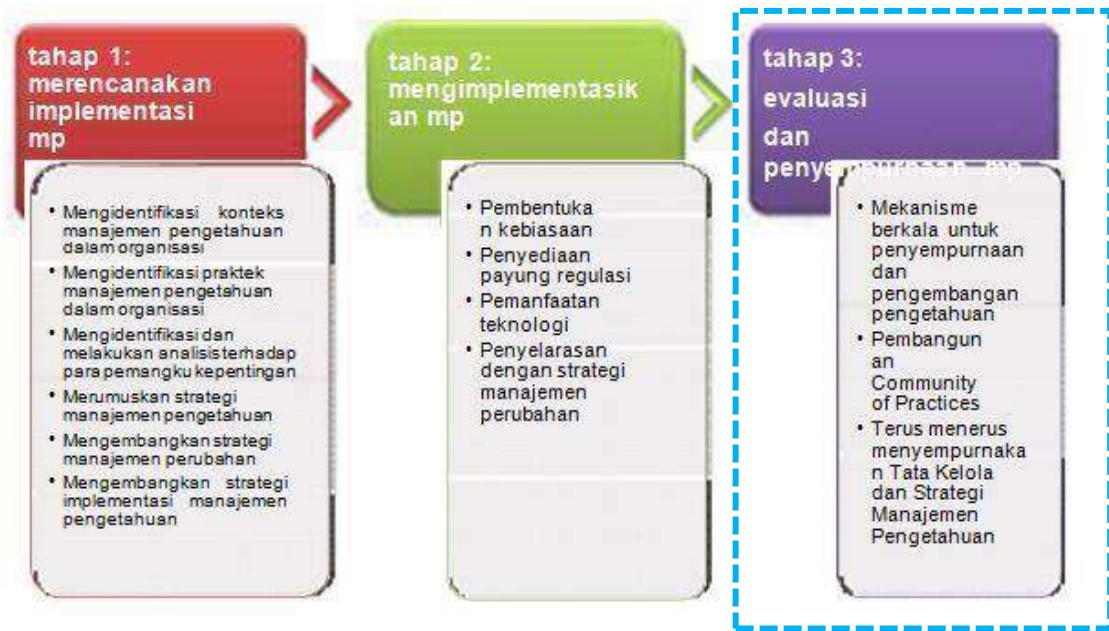 tahap 1:
merencanakan
implementasi
mp
• Mengidentifikasi konteks
manajemen pengetahuan
dalam organisasi
• Mengidentifikasi praktek
manajemen pengetahuan
dalam organisasi
• Mengidentifikasi dan
melakukan analisis terhadap
para pemangku kepentingan
• Merumuskan strategi
manajemen pengetahuan
• Mengembangkan strategi
manajemen perubahan
• Mengembangkan strategi
implementasi manajemen
pengetahuan
tahap 2:
mengimplementasik
an mp
• Pembentuka
n kebiasaan
• Penyediaan
payung regulasi
• Pemanfaatan
teknologi
• Penyelarasan
dengan strategi
manajemen
perubahan
tahap 3:
evaluasi
dan
penyempurnaan mp
• Mekanisme
berkala untuk
penyempurnaan
dan
pengembangan
pengetahuan
• Pembangun
an
Community
of Practices
• Terus menerus
menyempurnaka
n Tata Kelola
dan Strategi
Manajemen
Pengetahuan